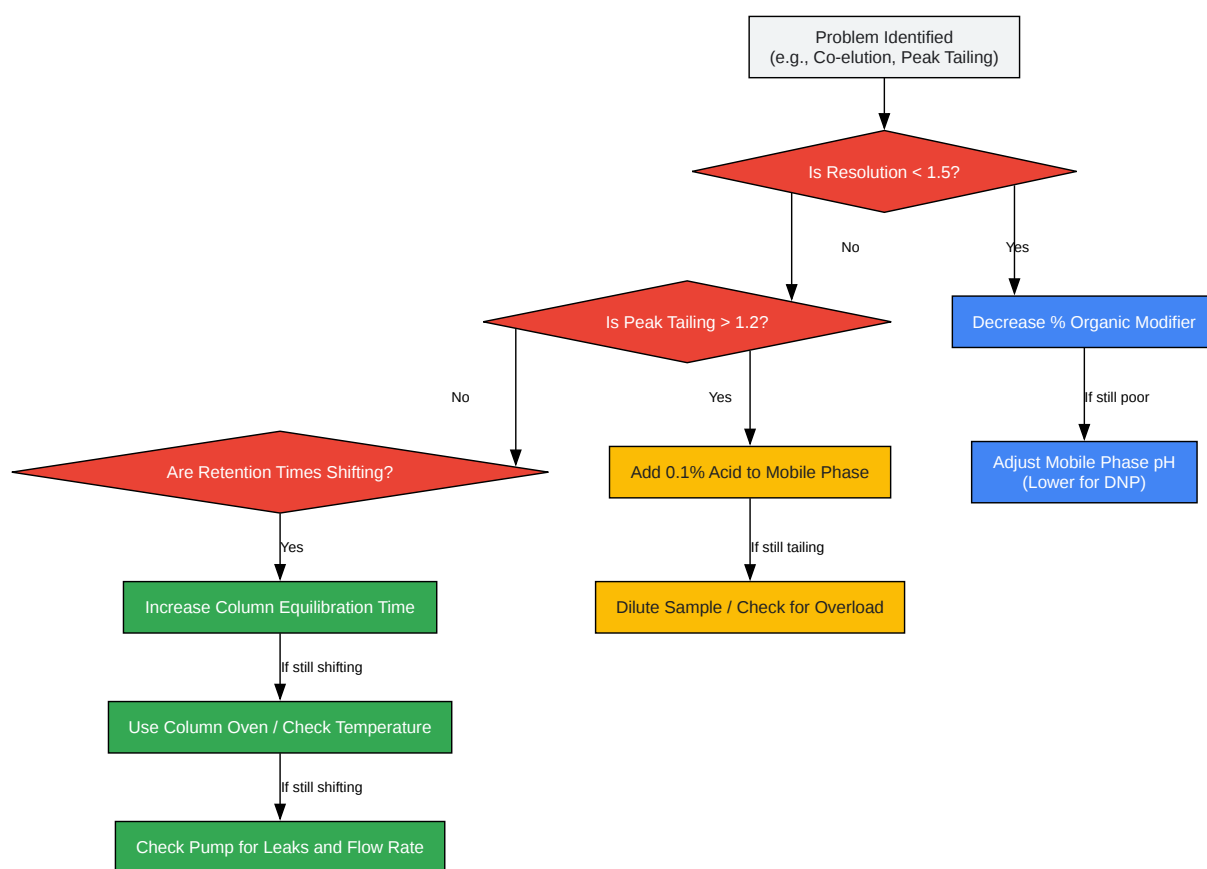 Problem Identified
(e.g., Co-elution, Peak Tailing)
Is Resolution < 1.5?
No
Yes
Is Peak Tailing > 1.2?
Decrease % Organic Modifier
No
Yes
If still poor
Are Retention Times Shifting?
Add 0.1% Acid to Mobile Phase
Adjust Mobile Phase pH
(Lower for DNP)
Yes
If still tailing
Increase Column Equilibration Time
Dilute Sample / Check for Overload
If still shifting
Use Column Oven / Check Temperature
If still shifting
Check Pump for Leaks and Flow Rate